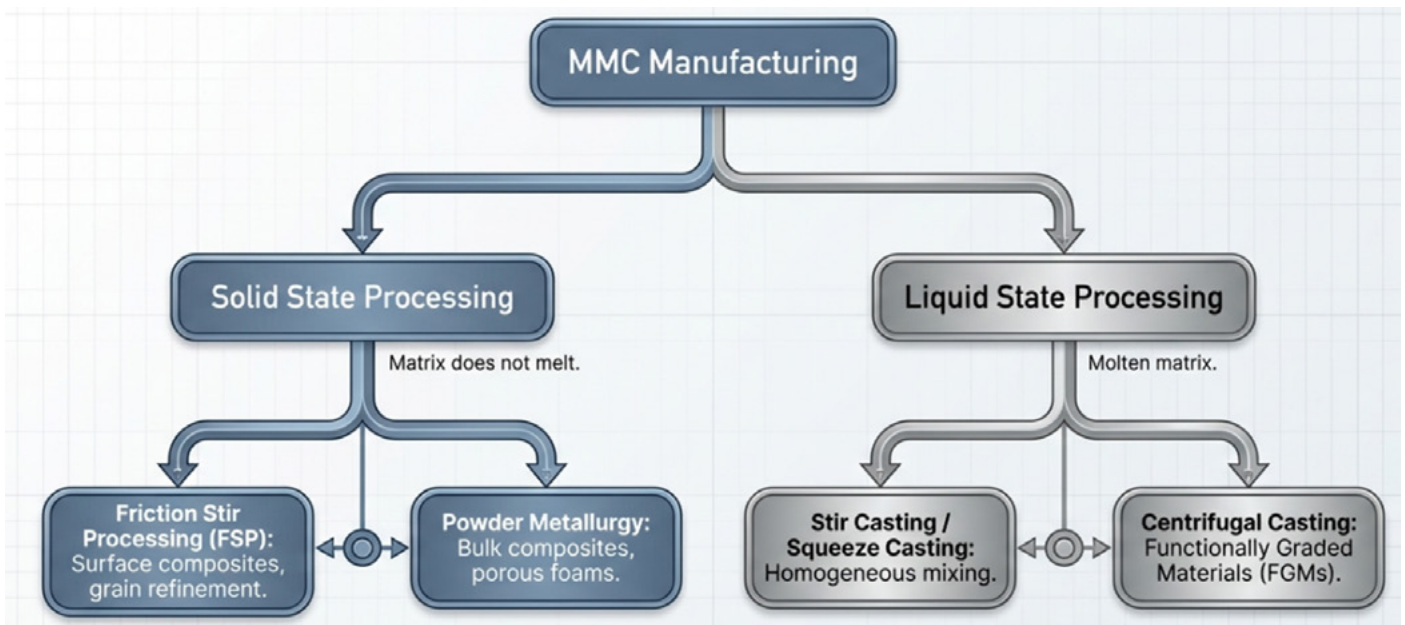 MMC Manufacturing
Solid State Processing
Liquid State Processing
Matrix does not melt.
Molten matrix.
Friction Stir
Processing (FSP):
Surface composites,
grain refinement.
Powder Metallurgy:
Bulk composites,
porous foams.
Stir Casting /
Squeeze Casting:
Homogeneous mixing.
Centrifugal Casting:
Functionally Graded
Materials (FGMs).